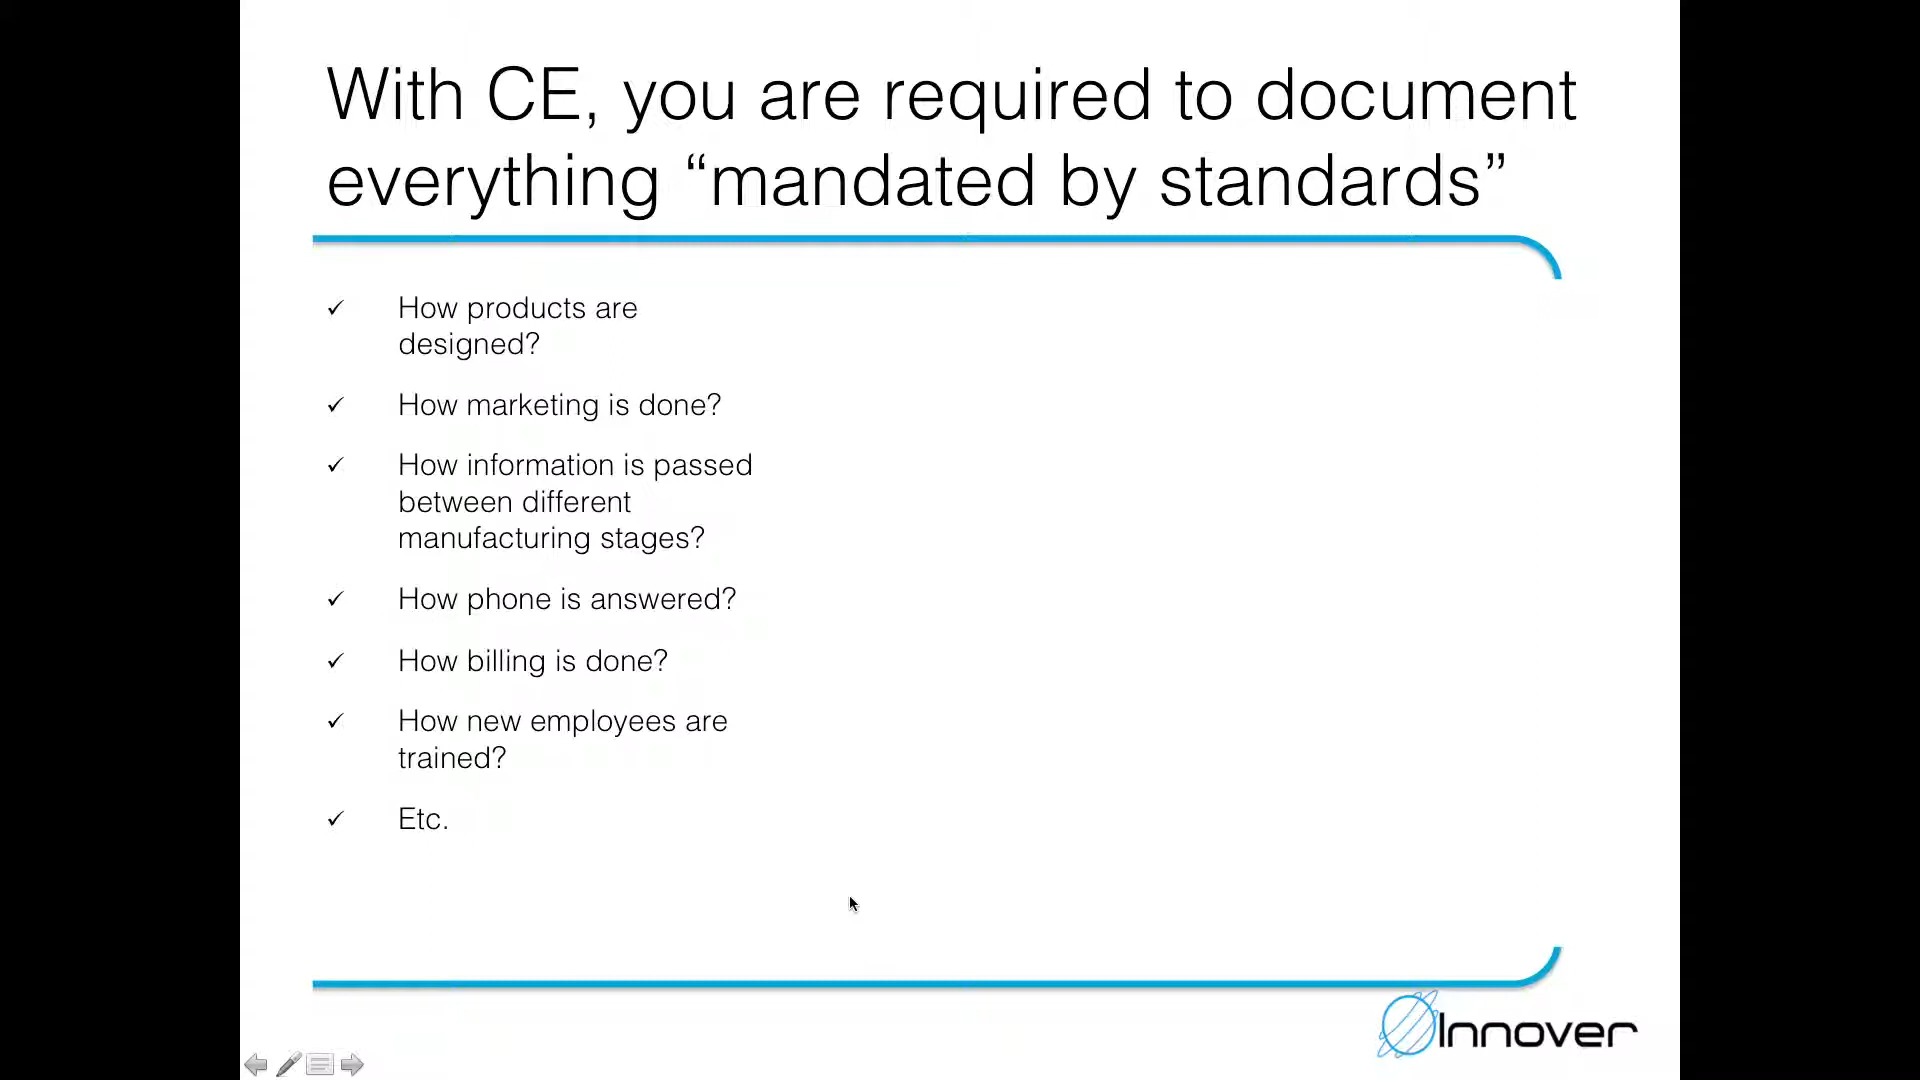 With CE, you are required to document
everything “mandated by standards”
✓ How products are
designed?
✓ How marketing is done?
✓ How information is passed
between different
manufacturing stages?
✓ How phone is answered?
✓ How billing is done?
✓ How new employees are
trained?
✓ Etc.
Innover